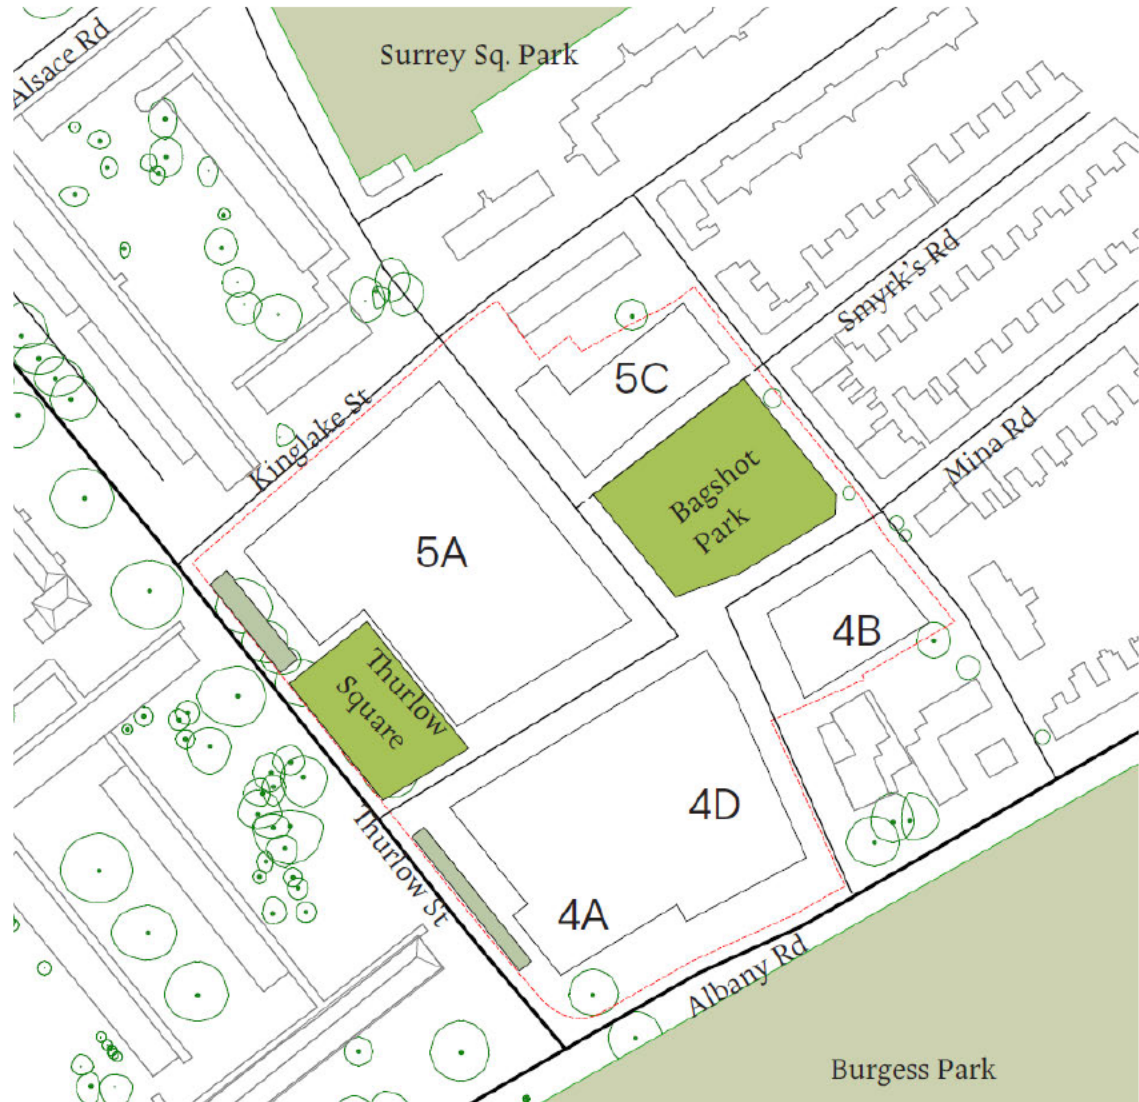 Alsace Rd
Surrey Sq. Park
Smyrk's Rd
5C
Kinglake St
Mina Rd
Bagshot
Park
5A
4B
Thurlow
Square
4D
Thurlow St
4A
Albany Rd
Burgess Park